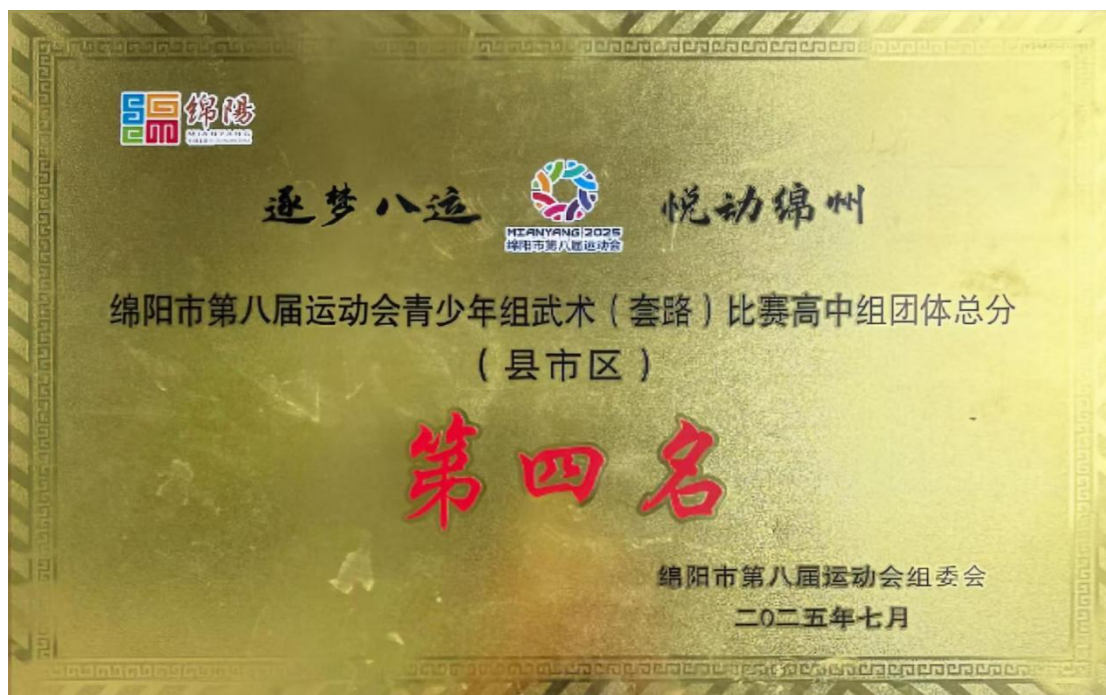 绵陽
MIANYANG
逐梦八运 悦动绵州
MIANYANG 2025
绵阳市第八届运动会
绵阳市第八届运动会青少年组武术（套路）比赛高中组团体总分
（县市区）
第四名
绵阳市第八届运动会组委会
二〇二五年七月